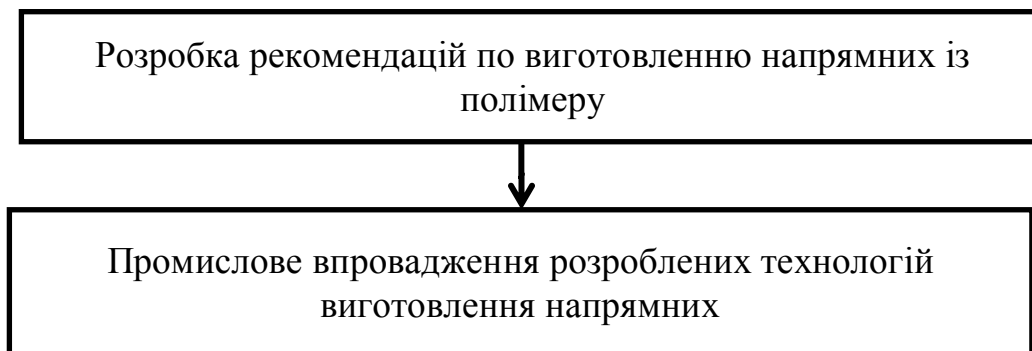 Розробка рекомендацій по виготовленню напрямних із
полімеру
Промислове впровадження розроблених технологій
виготовлення напрямних